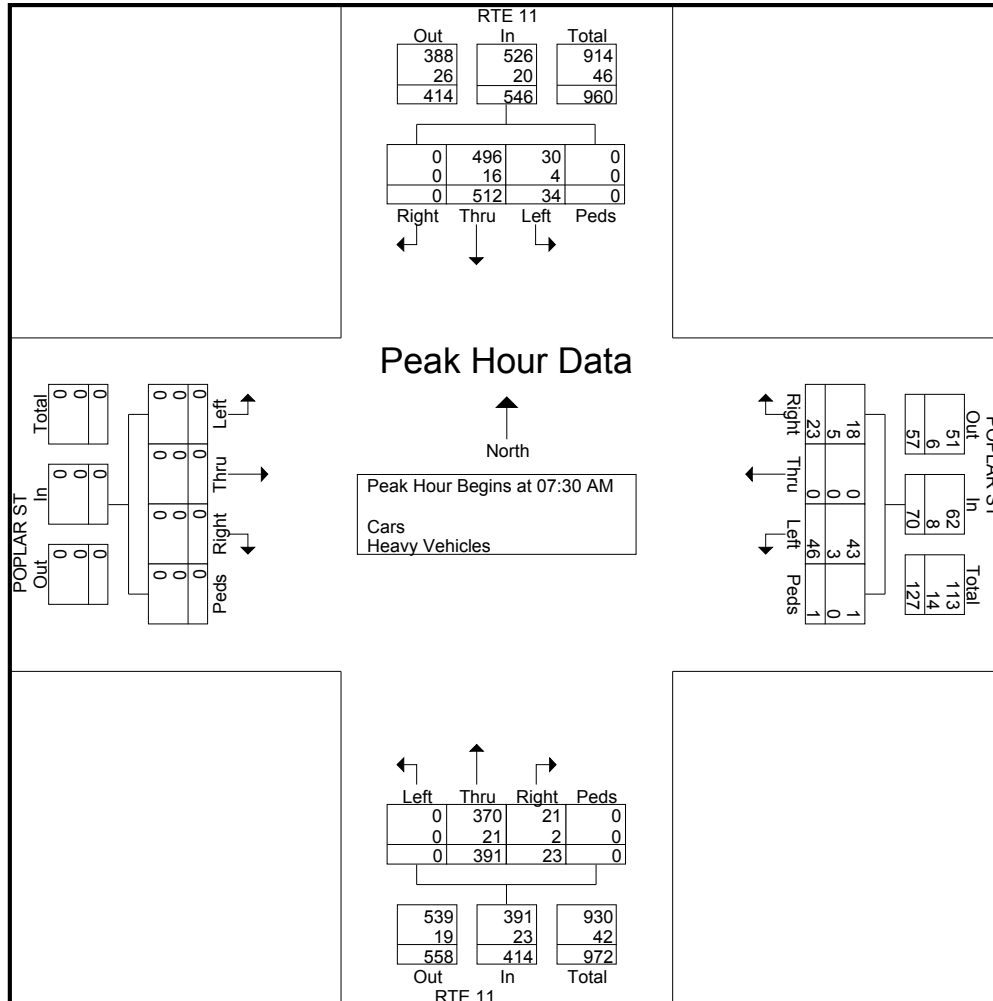 RTE 11
Out In Total
388 526 914
26 20 46
414 546 960
0 496 30 0
0 16 4 0
0 512 34 0
Right Thru Left Peds
Peak Hour Data
North
Peak Hour Begins at 07:30 AM
Cars
Heavy Vehicles
POPLAR ST
Out In Total
0 0 0
0 0 0
0 0 0
Left Thru Right Peds
0 0 0 0
0 0 0 0
0 0 0 0
POPLAR ST
Out In Total
51 62 113
6 8 14
57 70 127
18 0 43 1
5 0 3 0
23 0 46 1
Right Thru Left Peds
Left Thru Right Peds
0 370 21 0
0 21 2 0
0 391 23 0
539 391 930
19 23 42
558 414 972
Out In Total
RTE 11